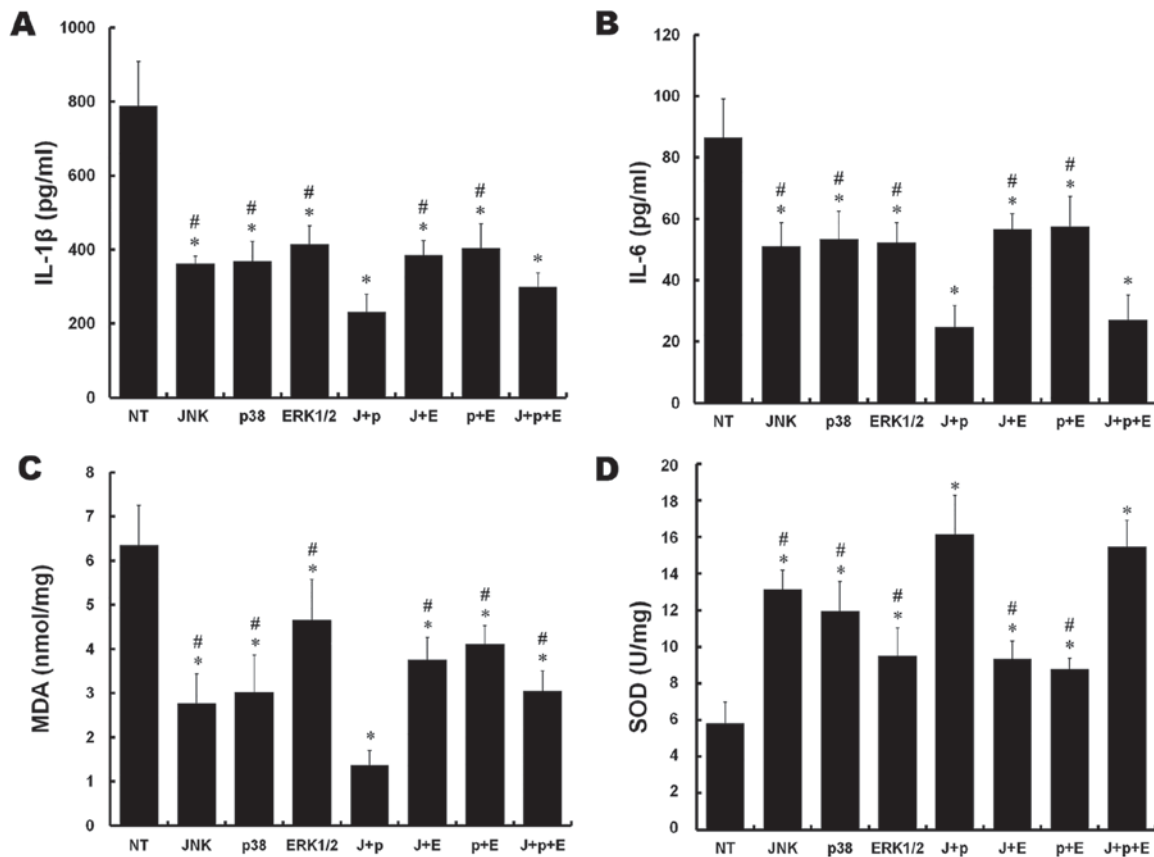 A
IL-1β (pg/ml)
1000
800
600
400
200
0
# # # # #
* * * * * * *
NT JNK p38 ERK1/2 J+p J+E p+E J+p+E
B
IL-6 (pg/ml)
120
100
80
60
40
20
0
# # # # #
* * * * * * *
NT JNK p38 ERK1/2 J+p J+E p+E J+p+E
C
MDA (nmol/mg)
8
7
6
5
4
3
2
1
0
# # # # # #
* * * * * * *
NT JNK p38 ERK1/2 J+p J+E p+E J+p+E
D
SOD (U/mg)
20
18
16
14
12
10
8
6
4
2
0
# # # # #
* * * * * * *
NT JNK p38 ERK1/2 J+p J+E p+E J+p+E